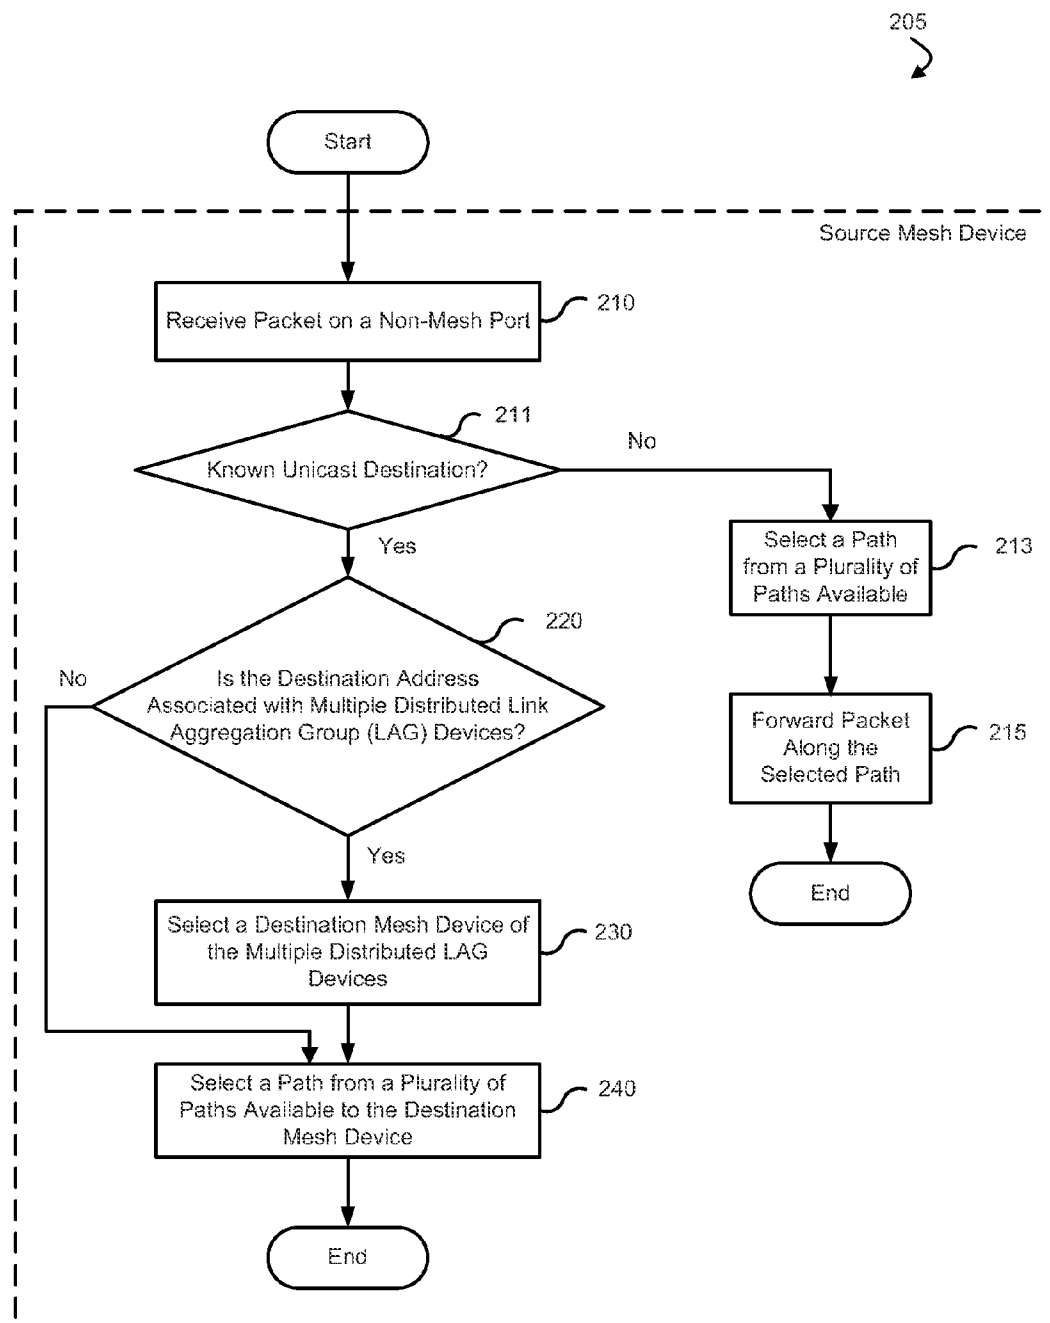 205
Start
Source Mesh Device
Receive Packet on a Non-Mesh Port
210
211
Known Unicast Destination?
No
Yes
Select a Path
from a Plurality of
Paths Available
213
220
No
Is the Destination Address
Associated with Multiple Distributed Link
Aggregation Group (LAG) Devices?
Forward Packet
Along the
Selected Path
215
Yes
End
Select a Destination Mesh Device of
the Multiple Distributed LAG
Devices
230
Select a Path from a Plurality of
Paths Available to the Destination
Mesh Device
240
End